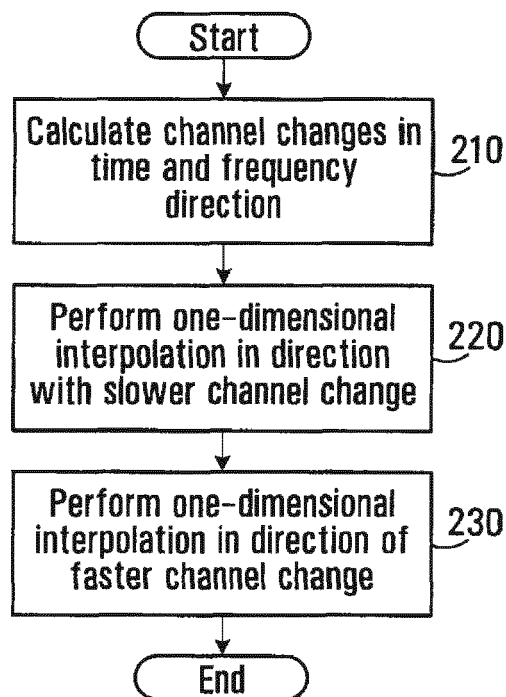 Start
Calculate channel changes in
time and frequency
direction
210
Perform one-dimensional
interpolation in direction
with slower channel change
220
Perform one-dimensional
interpolation in direction of
faster channel change
230
End